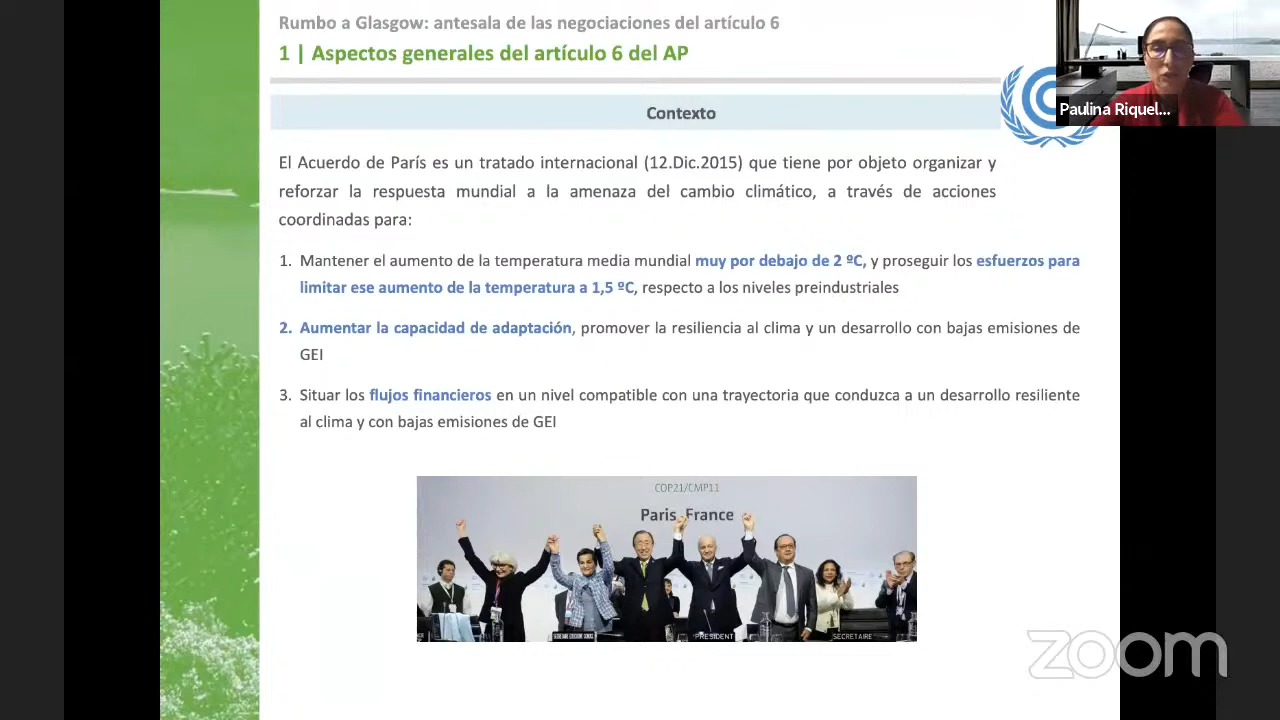 Rumbo a Glasgow: antesala de las negociaciones del artículo 6
1 | Aspectos generales del artículo 6 del AP
Contexto
Paulina Riquel...
El Acuerdo de París es un tratado internacional (12.Dic.2015) que tiene por objeto organizar y
reforzar la respuesta mundial a la amenaza del cambio climático, a través de acciones
coordinadas para:
1. Mantener el aumento de la temperatura media mundial muy por debajo de 2 ºC, y proseguir los esfuerzos para
limitar ese aumento de la temperatura a 1,5 ºC, respecto a los niveles preindustriales
2. Aumentar la capacidad de adaptación, promover la resiliencia al clima y un desarrollo con bajas emisiones de
GEI
3. Situar los flujos financieros en un nivel compatible con una trayectoria que conduzca a un desarrollo resiliente
al clima y con bajas emisiones de GEI
COP21/CMP11
Paris, France
PRÉSIDENT
SECRETAIRE
zoom